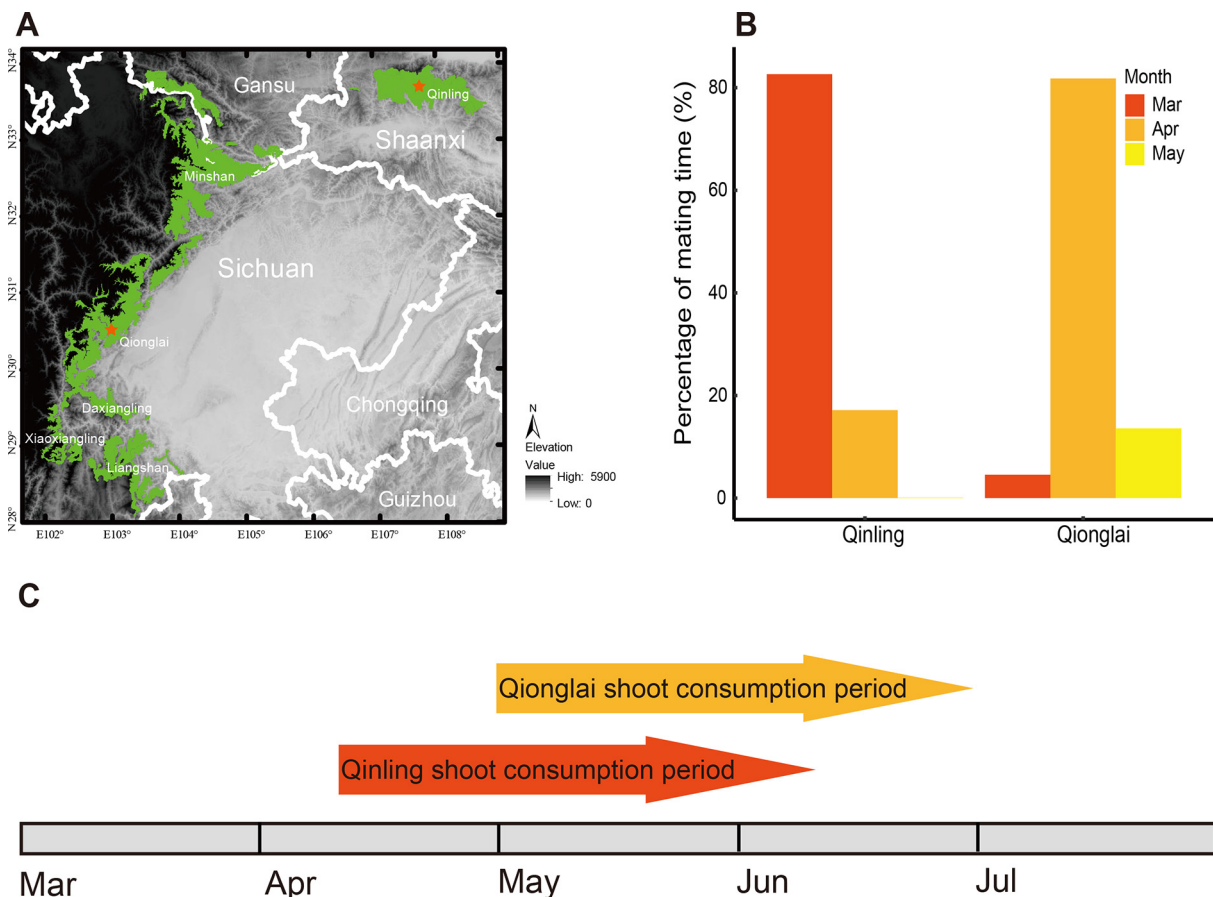 A
N34°
N33°
N32°
N31°
N30°
N29°
N28°
Gansu
Qinling
Shaanxi
Minshan
Sichuan
Qionglai
Daxiangling
Chongqing
Xiaoxiangling
Liangshan
Guizhou
E102°
E103°
E104°
E105°
E106°
E107°
E108°
N
Elevation
Value
High: 5900
Low: 0
B
Percentage of mating time (%)
80
60
40
20
0
Month
Mar
Apr
May
Qinling
Qionglai
C
Qionglai shoot consumption period
Qinling shoot consumption period
Mar
Apr
May
Jun
Jul